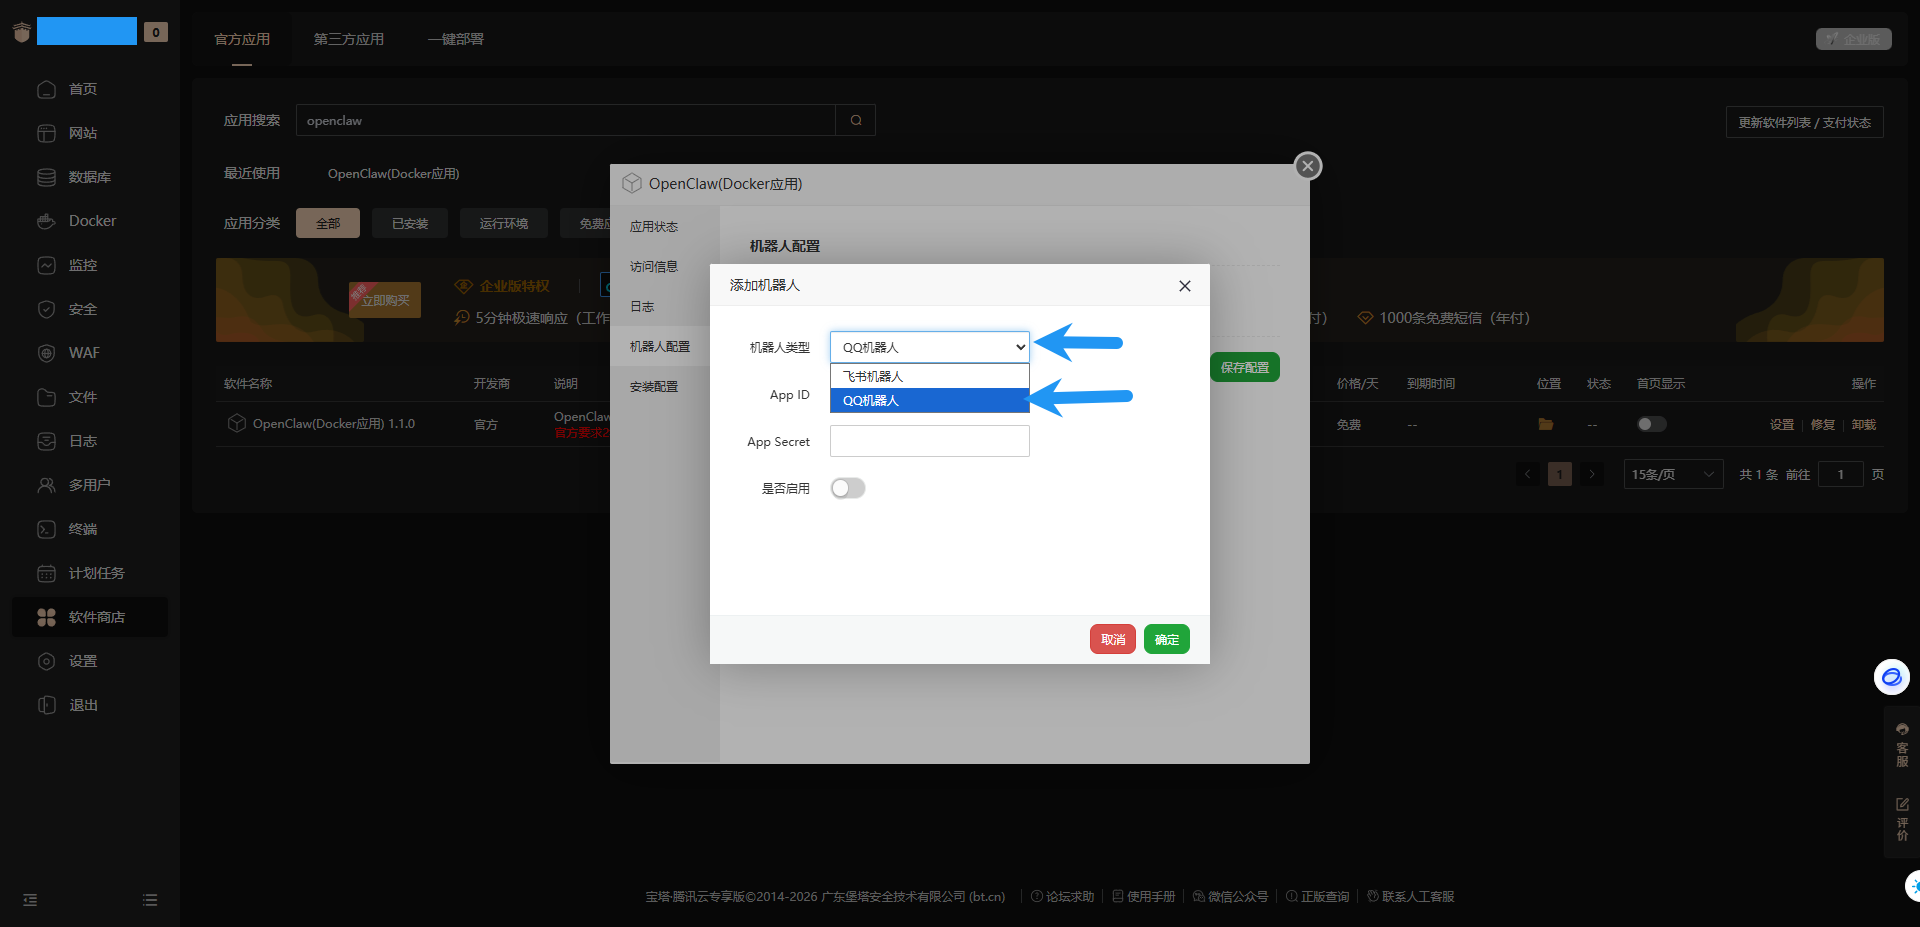 0
首页
网站
数据库
Docker
监控
安全
WAF
文件
日志
多用户
终端
计划任务
软件商店
设置
退出
官方应用
第三方应用
一键部署
企业版
应用搜索
openclaw
更新软件列表 / 支付状态
最近使用
OpenClaw(Docker应用)
应用分类
全部
已安装
运行环境
免费应
推荐
立即购买
企业版特权
5分钟极速响应（工作
付）
1000条免费短信（年付）
软件名称
开发商
说明
价格/天
到期时间
位置
状态
首页显示
操作
OpenClaw(Docker应用) 1.1.0
官方
OpenClaw
官方要求2
免费
--
--
设置
修复
卸载
1
15条/页
共 1 条
前往
1
页
OpenClaw(Docker应用)
应用状态
访问信息
日志
机器人配置
安装配置
机器人配置
保存配置
添加机器人
机器人类型
QQ机器人
飞书机器人
QQ机器人
App ID
App Secret
是否启用
取消
确定
客服
评价
宝塔·腾讯云专享版©2014-2026 广东堡塔安全技术有限公司 (bt.cn)
论坛求助
使用手册
微信公众号
正版查询
联系人工客服